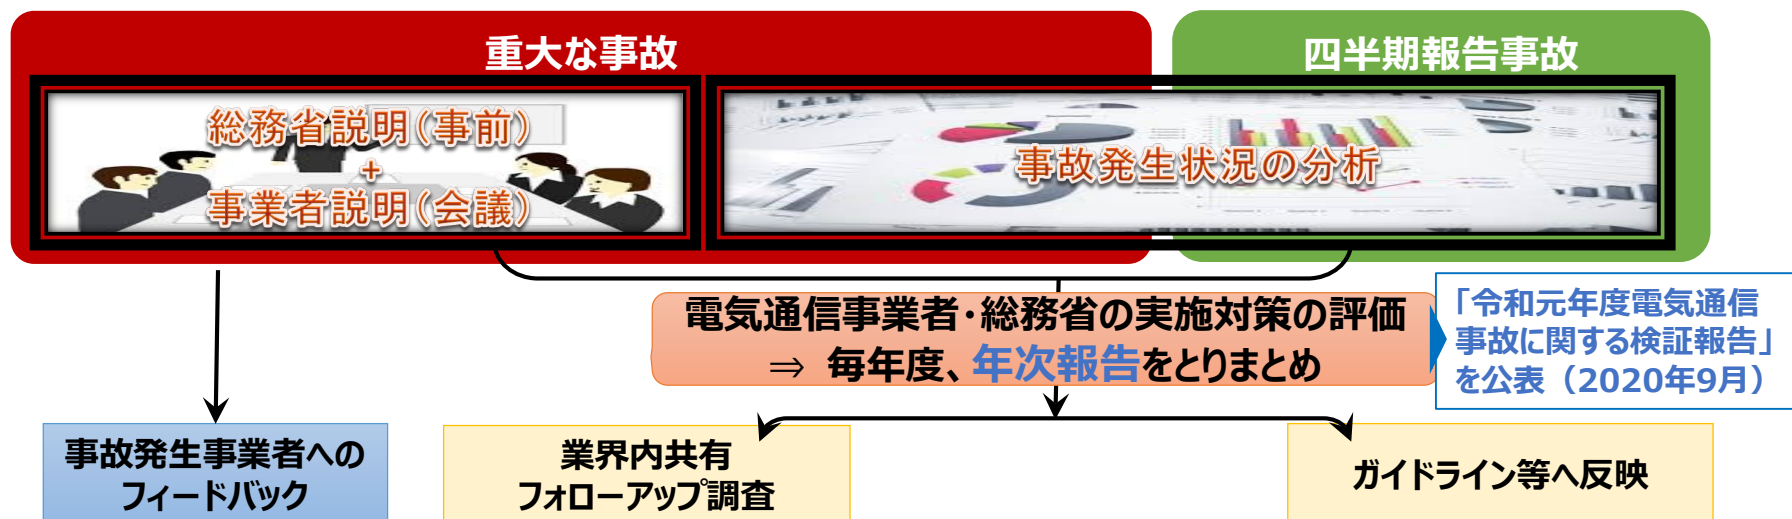 重大な事故
四半期報告事故
総務省説明(事前)
+
事業者説明(会議)
事故発生状況の分析
電気通信事業者・総務省の実施対策の評価
⇒ 毎年度、年次報告をとりまとめ
「令和元年度電気通信
事故に関する検証報告」
を公表（2020年9月）
事故発生事業者への
フィードバック
業界内共有
フォローアップ調査
ガイドライン等へ反映